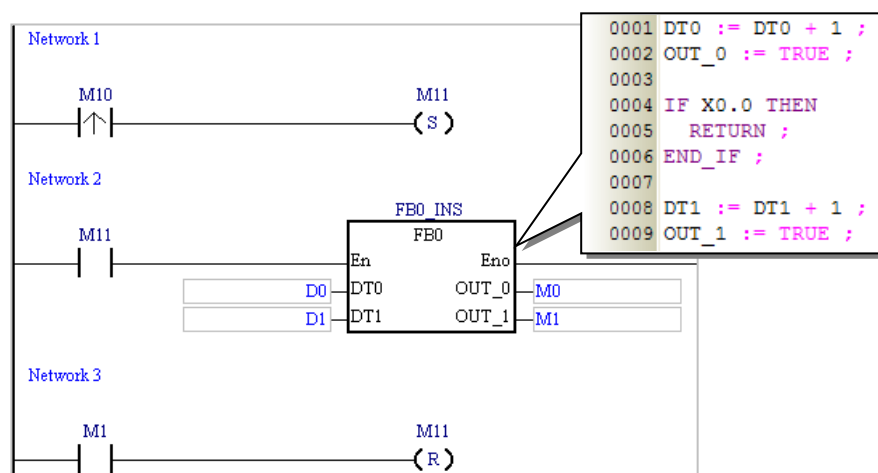 Network 1
M10
M11
S
Network 2
M11
FB0_INS
FB0
En
Eno
D0
DT0
OUT_0
M0
D1
DT1
OUT_1
M1
Network 3
M1
M11
R
0001 DT0 := DT0 + 1 ;
0002 OUT_0 := TRUE ;
0003
0004 IF X0.0 THEN
0005 RETURN ;
0006 END_IF ;
0007
0008 DT1 := DT1 + 1 ;
0009 OUT_1 := TRUE ;